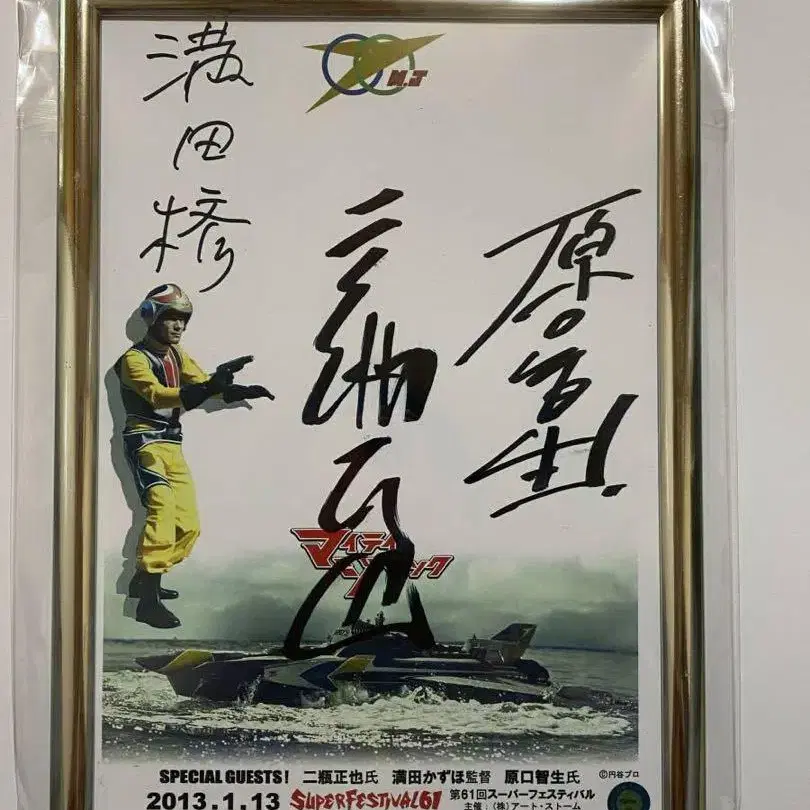 満田
M.J
二瓶正也
原口智生
マイティジャック
SPECIAL GUESTS! 二瓶正也氏 満田かずほ監督 原口智生氏 ©円谷プロ
2013.1.13 SUPERFESTIVAL61 第61回スーパーフェスティバル
主催：(株)アート・ストーム